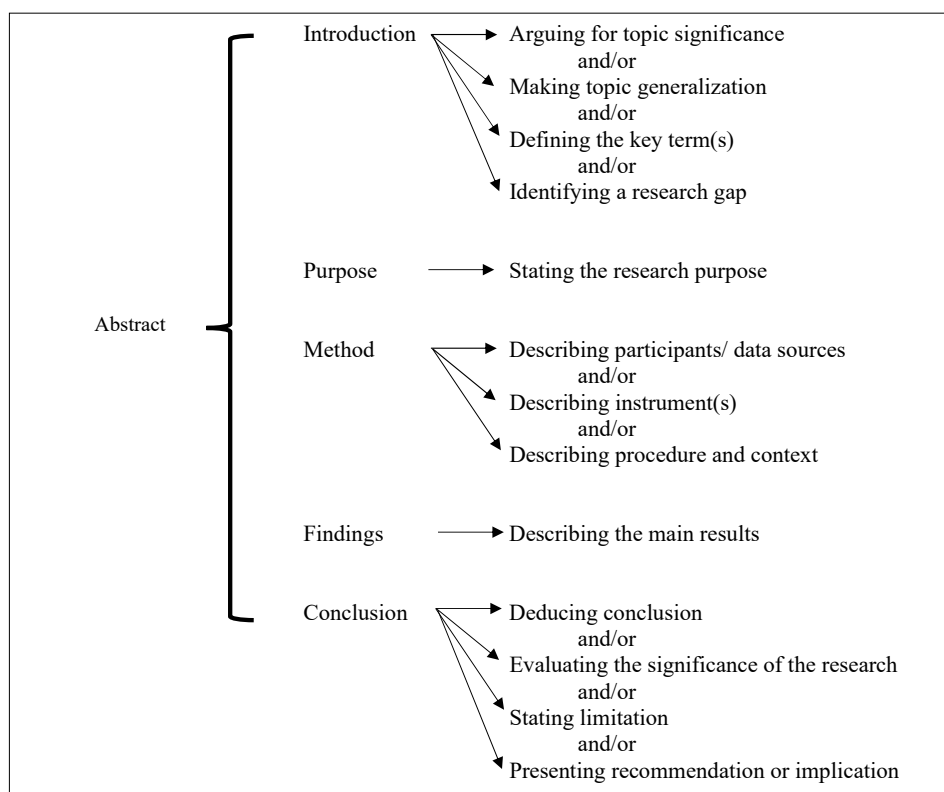 Introduction Arguing for topic significance
and/or
Making topic generalization
and/or
Defining the key term(s)
and/or
Identifying a research gap
Purpose Stating the research purpose
Abstract
Method Describing participants/ data sources
and/or
Describing instrument(s)
and/or
Describing procedure and context
Findings Describing the main results
Conclusion Deducing conclusion
and/or
Evaluating the significance of the research
and/or
Stating limitation
and/or
Presenting recommendation or implication